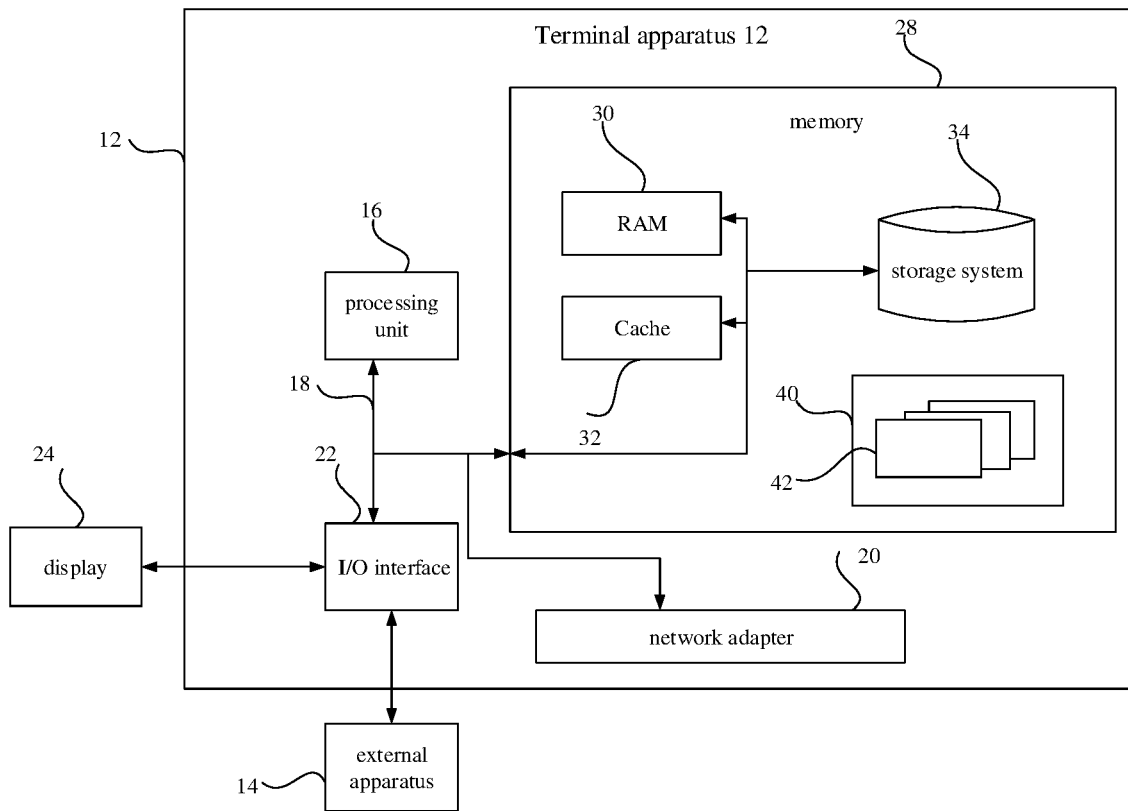 Terminal apparatus 12
28
12
memory
30
34
RAM
storage system
16
processing
unit
Cache
18
32
40
42
24
22
display
I/O interface
20
network adapter
external
apparatus
14